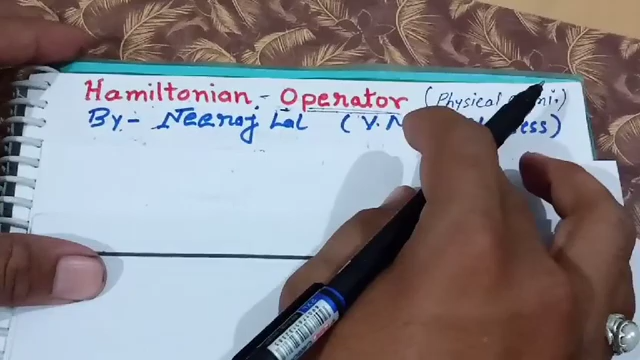 Hamiltonian - Operator (Physical
By- Neeraj Lal (V.N